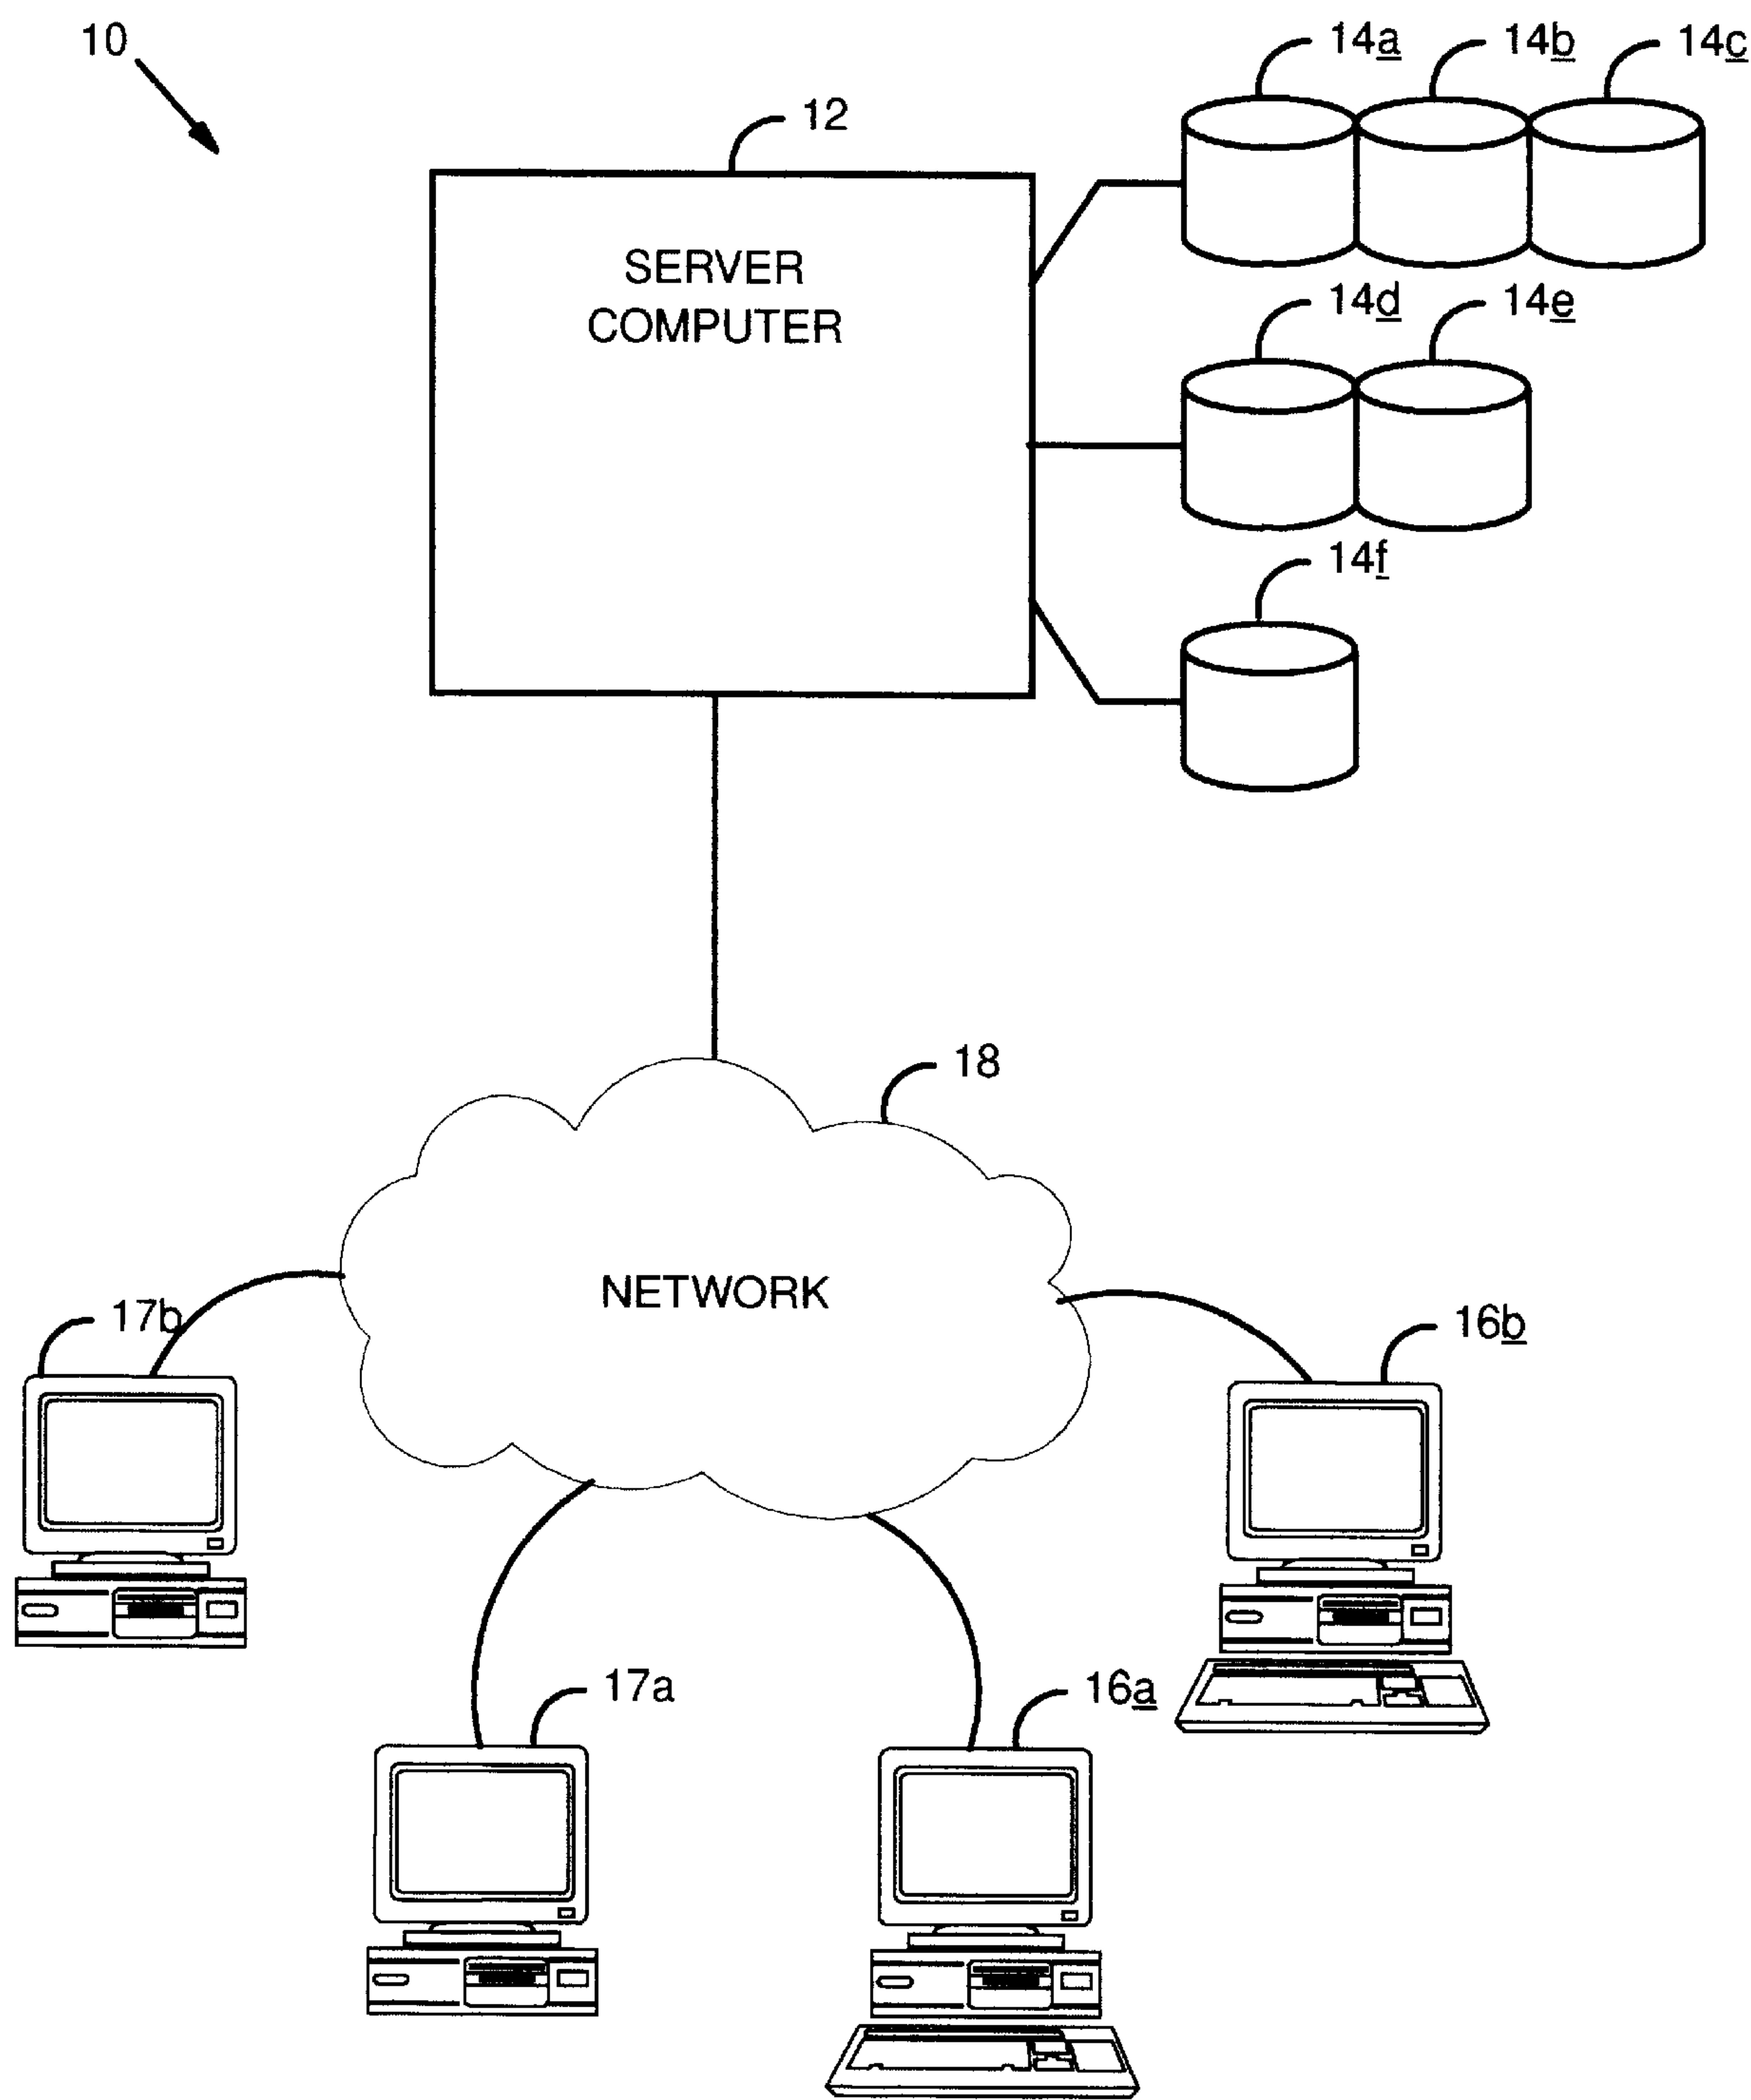 10
14a
14b
14c
12
SERVER
COMPUTER
14d
14e
14f
18
NETWORK
17b
16b
17a
16a